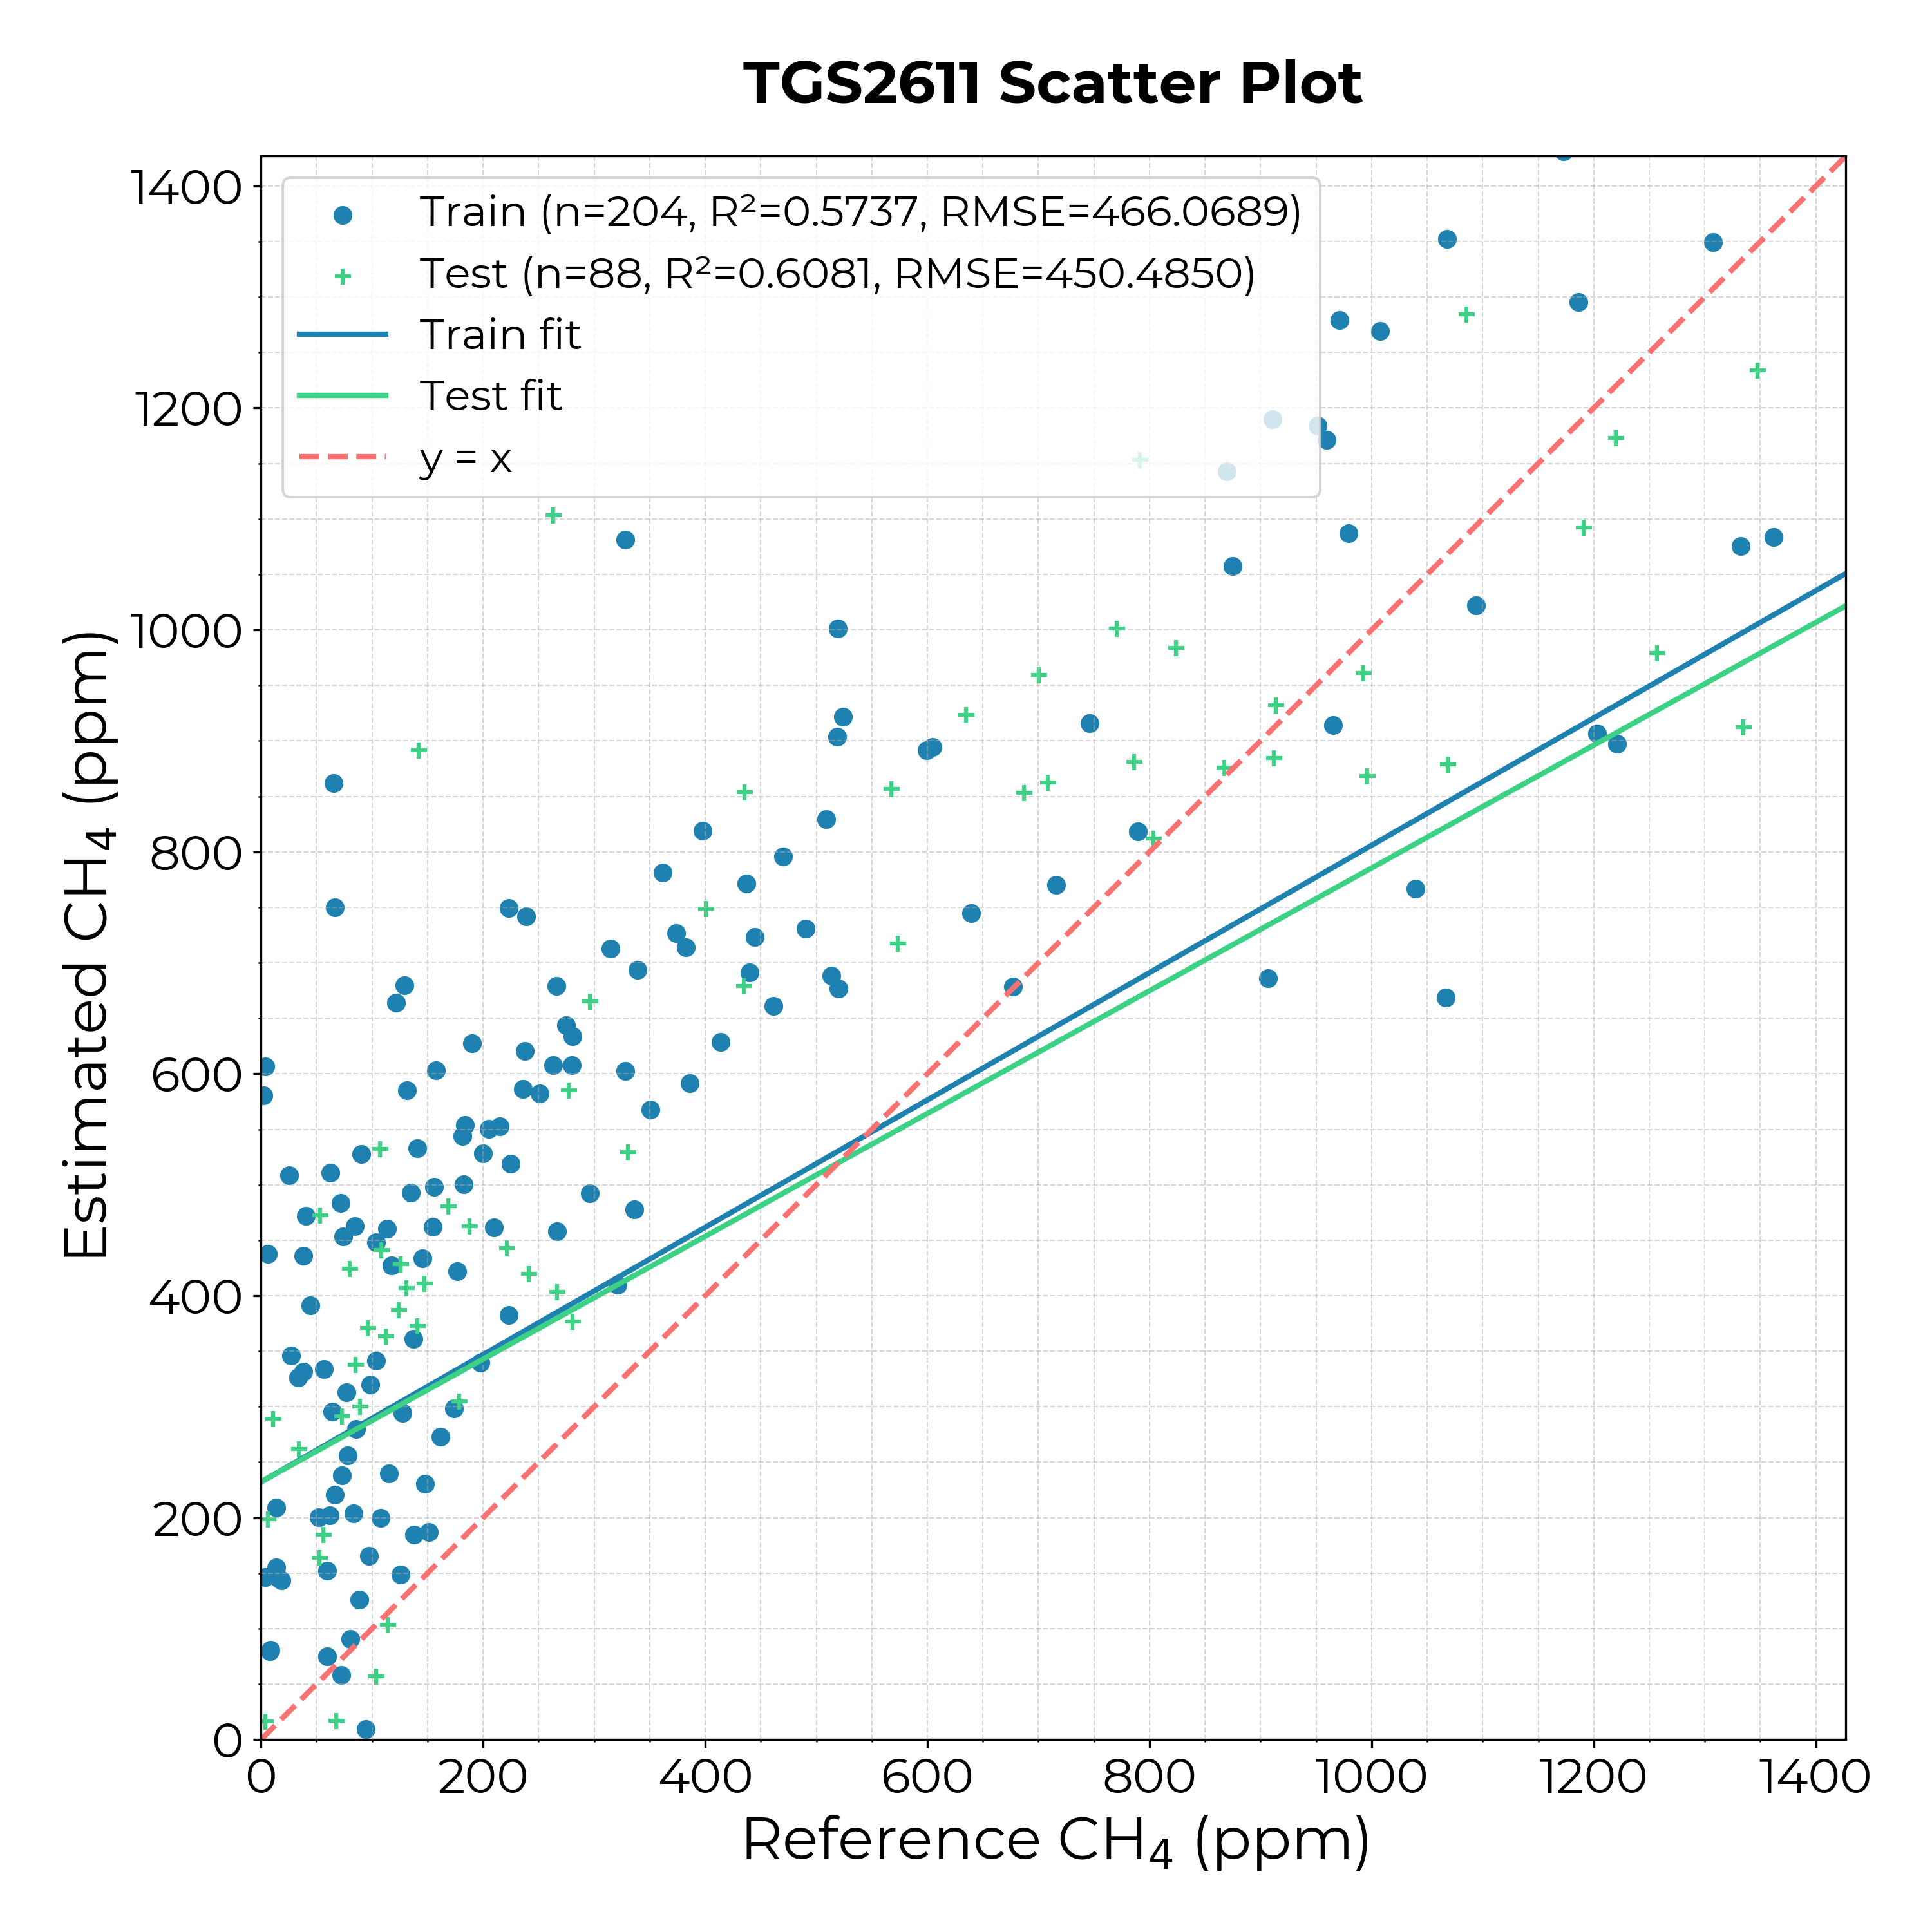 TGS2611 Scatter Plot
Train (n=204, R²=0.5737, RMSE=466.0689)
Test (n=88, R²=0.6081, RMSE=450.4850)
Train fit
Test fit
y = x
Estimated CH₄ (ppm)
1400
1200
1000
800
600
400
200
0
0 200 400 600 800 1000 1200 1400
Reference CH₄ (ppm)